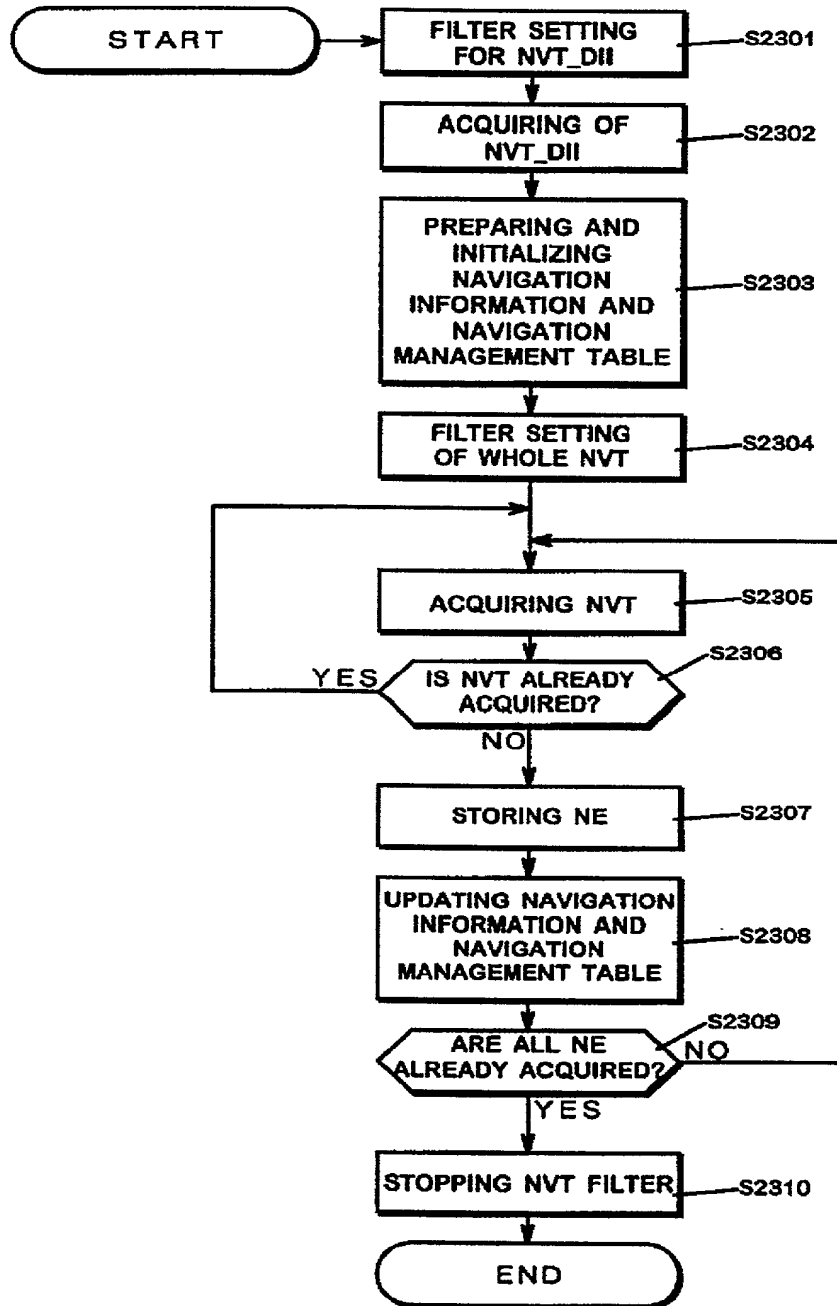 START
FILTER SETTING
FOR NVT_DII
S2301
ACQUIRING OF
NVT_DII
S2302
PREPARING AND
INITIALIZING
NAVIGATION
INFORMATION AND
NAVIGATION
MANAGEMENT TABLE
S2303
FILTER SETTING
OF WHOLE NVT
S2304
ACQUIRING NVT
S2305
S2306
YES
IS NVT ALREADY
ACQUIRED?
NO
STORING NE
S2307
UPDATING NAVIGATION
INFORMATION AND
NAVIGATION
MANAGEMENT TABLE
S2308
S2309
ARE ALL NE
ALREADY ACQUIRED?
NO
YES
STOPPING NVT FILTER
S2310
END